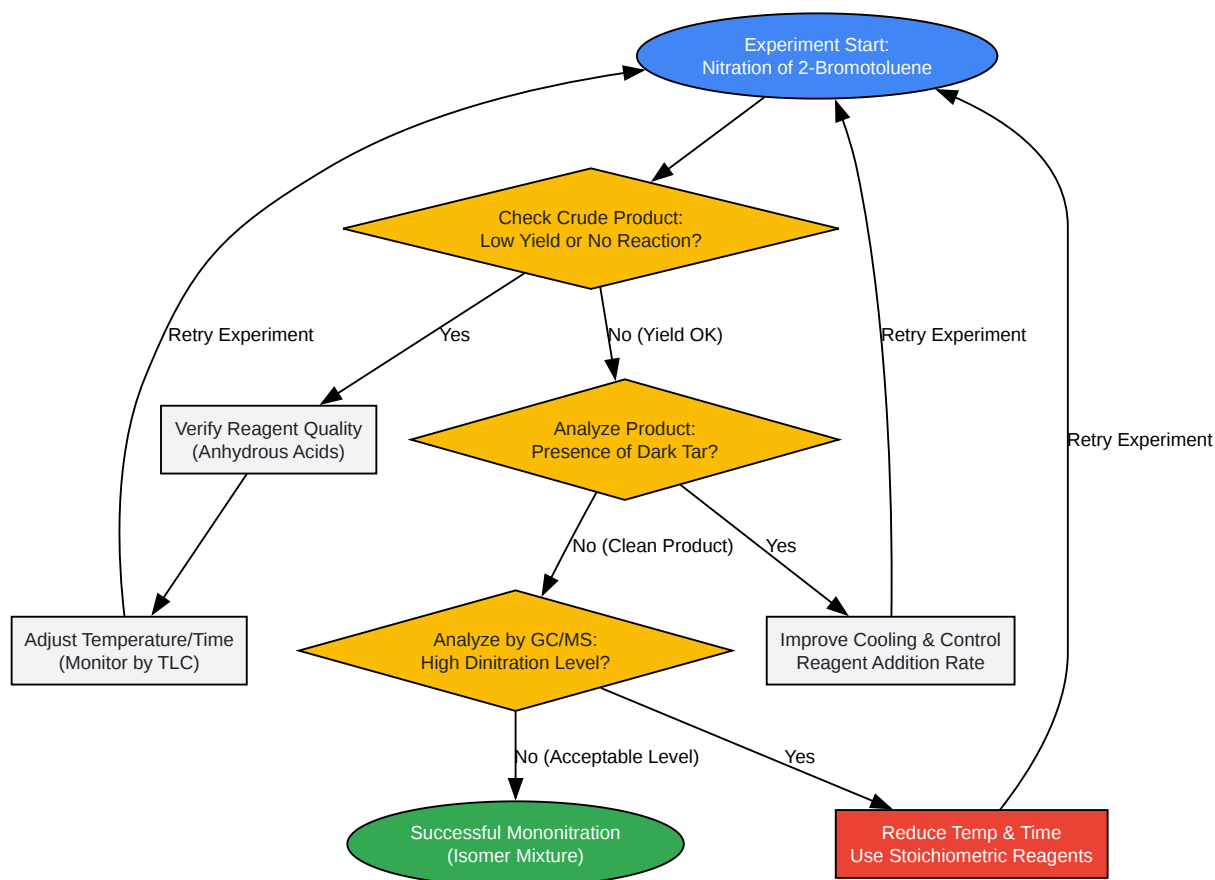 Experiment Start:
Nitration of 2-Bromotoluene
Check Crude Product:
Low Yield or No Reaction?
Retry Experiment
Yes
No (Yield OK)
Retry Experiment
Verify Reagent Quality
(Anhydrous Acids)
Analyze Product:
Presence of Dark Tar?
Retry Experiment
No (Clean Product)
Yes
Adjust Temperature/Time
(Monitor by TLC)
Analyze by GC/MS:
High Dinitration Level?
Improve Cooling & Control
Reagent Addition Rate
No (Acceptable Level)
Yes
Successful Mononitration
(Isomer Mixture)
Reduce Temp & Time
Use Stoichiometric Reagents